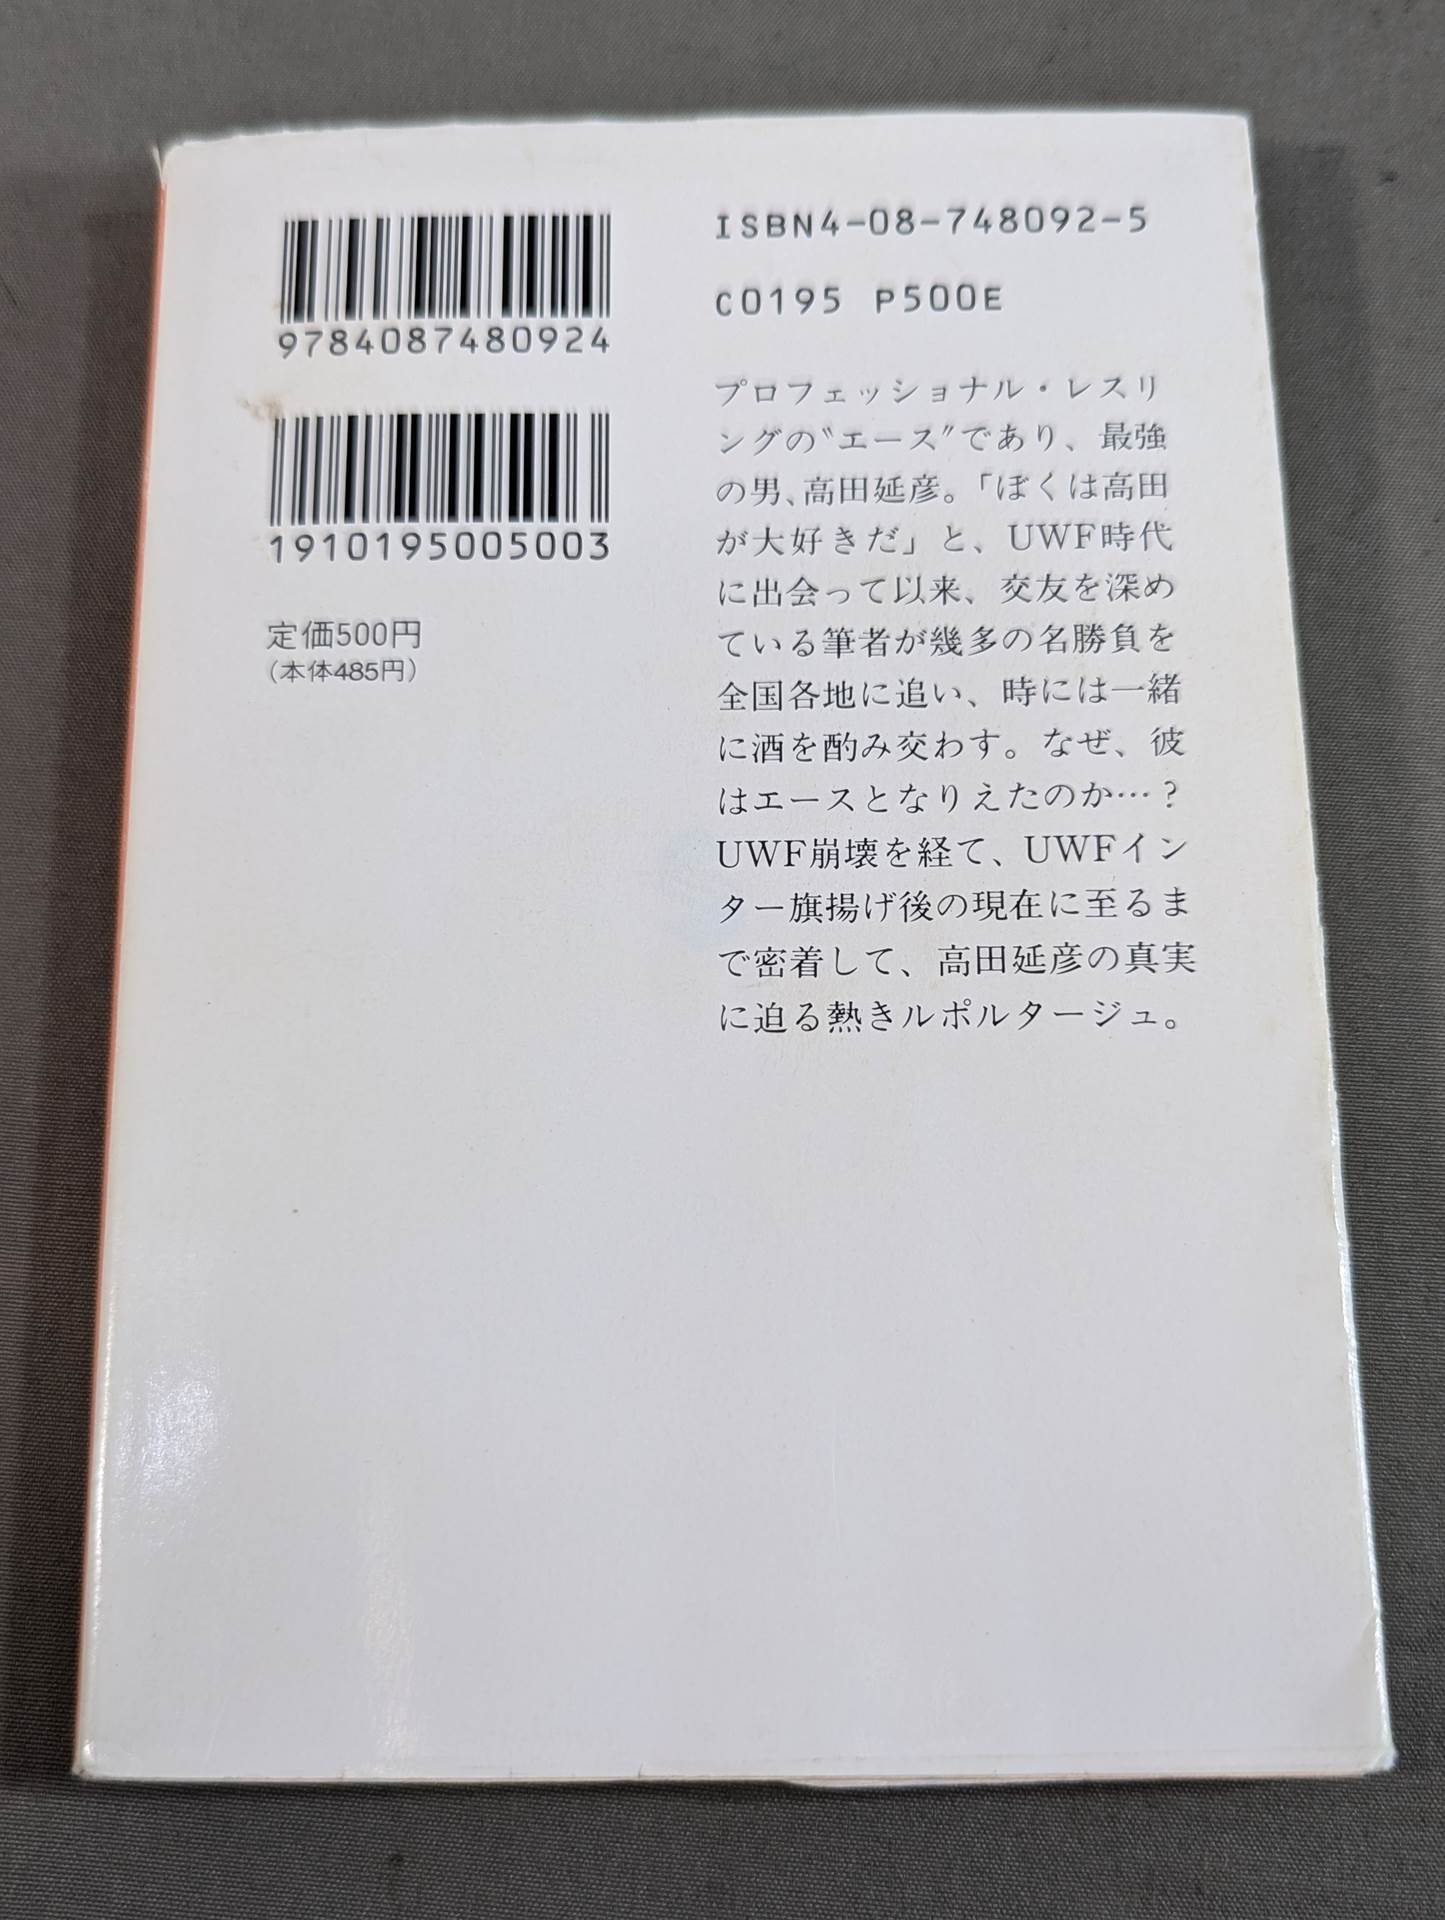 9784087480924
1910195005003
定価500円
(本体485円)
ISBN4-08-748092-5
C0195 P500E
プロフェッショナル・レスリ
ングの〝エース〟であり、最強
の男、高田延彦。「ぼくは高田
が大好きだ」と、UWF時代
に出会って以来、交友を深め
ている筆者が幾多の名勝負を
全国各地に追い、時には一緒
に酒を酌み交わす。なぜ、彼
はエースとなりえたのか…?
UWF崩壊を経て、UWFイン
ター旗揚げ後の現在に至るま
で密着して、高田延彦の真実
に迫る熱きルポルタージュ。